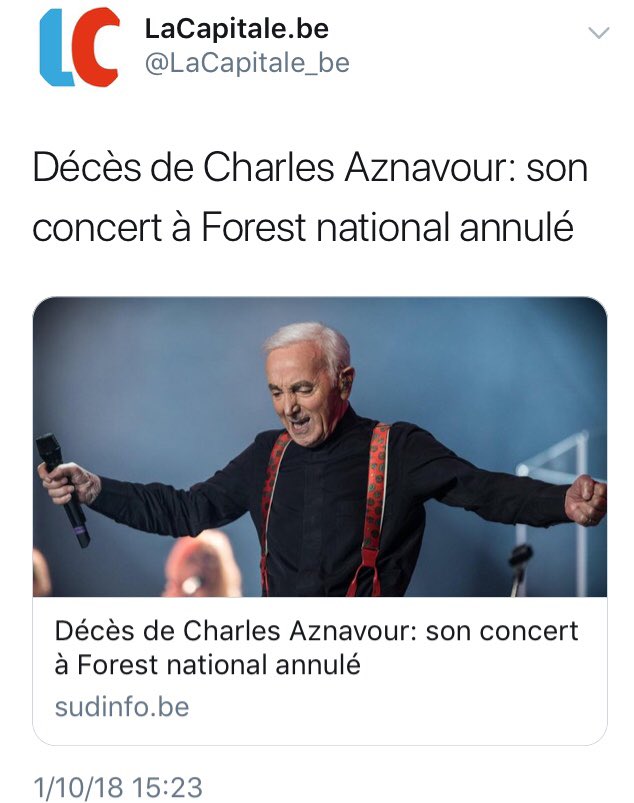 LC
LaCapitale.be
@LaCapitale_be
Décès de Charles Aznavour: son
concert à Forest national annulé
Décès de Charles Aznavour: son concert
à Forest national annulé
sudinfo.be
1/10/18 15:23